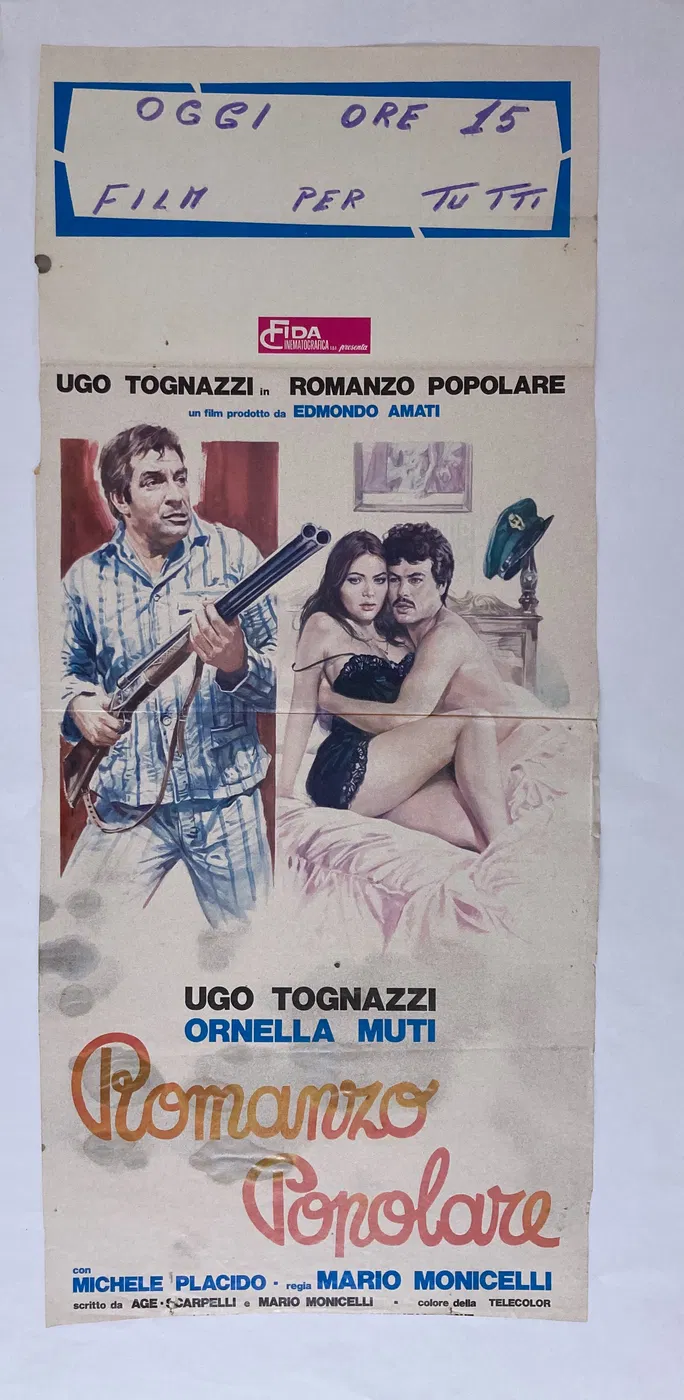 OGGI ORE 15
FILM PER TUTTI
FIDA
CINEMATOGRAFICA s.a.s. presenta
UGO TOGNAZZI in ROMANZO POPOLARE
un film prodotto da EDMONDO AMATI
UGO TOGNAZZI
ORNELLA MUTI
Romanzo
Popolare
con
MICHELE PLACIDO · regia MARIO MONICELLI
scritto da AGE · SCARPELLI e MARIO MONICELLI · colore della TELECOLOR